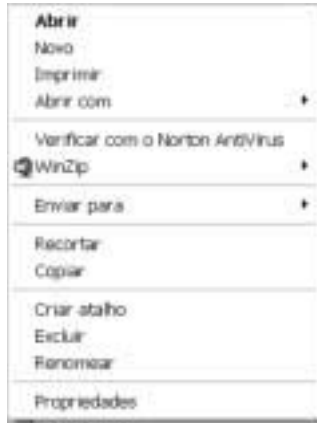 Abrir
Novo
Imprimir
Abrir com
Verificar com o Norton AntiVirus
WinZip
Enviar para
Recortar
Copiar
Criar atalho
Excluir
Renomear
Propriedades